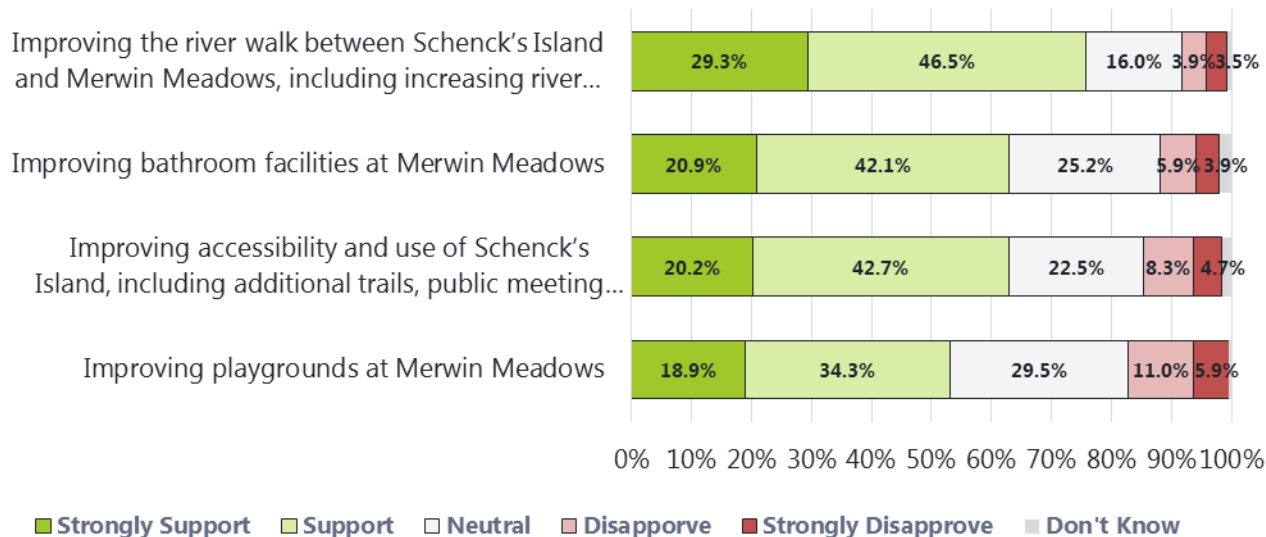 Improving the river walk between Schenck's Island
and Merwin Meadows, including increasing river...
29.3% 46.5% 16.0% 3.9% 3.5%
Improving bathroom facilities at Merwin Meadows
20.9% 42.1% 25.2% 5.9% 3.9%
Improving accessibility and use of Schenck's
Island, including additional trails, public meeting...
20.2% 42.7% 22.5% 8.3% 4.7%
Improving playgrounds at Merwin Meadows
18.9% 34.3% 29.5% 11.0% 5.9%
0% 10% 20% 30% 40% 50% 60% 70% 80% 90% 100%
Strongly Support Support Neutral Disapporve Strongly Disapprove Don't Know